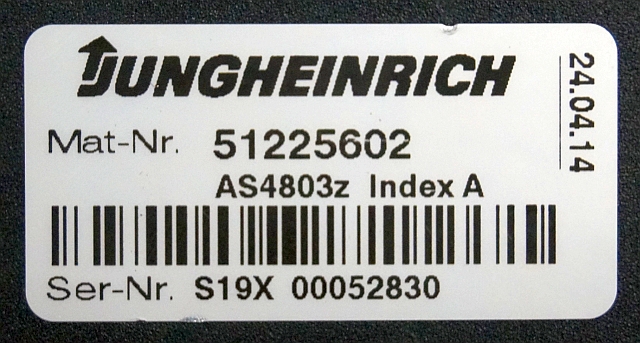 JUNGHEINRICH
24.04.14
Mat-Nr. 51225602
AS4803z Index A
Ser-Nr. S19X 00052830